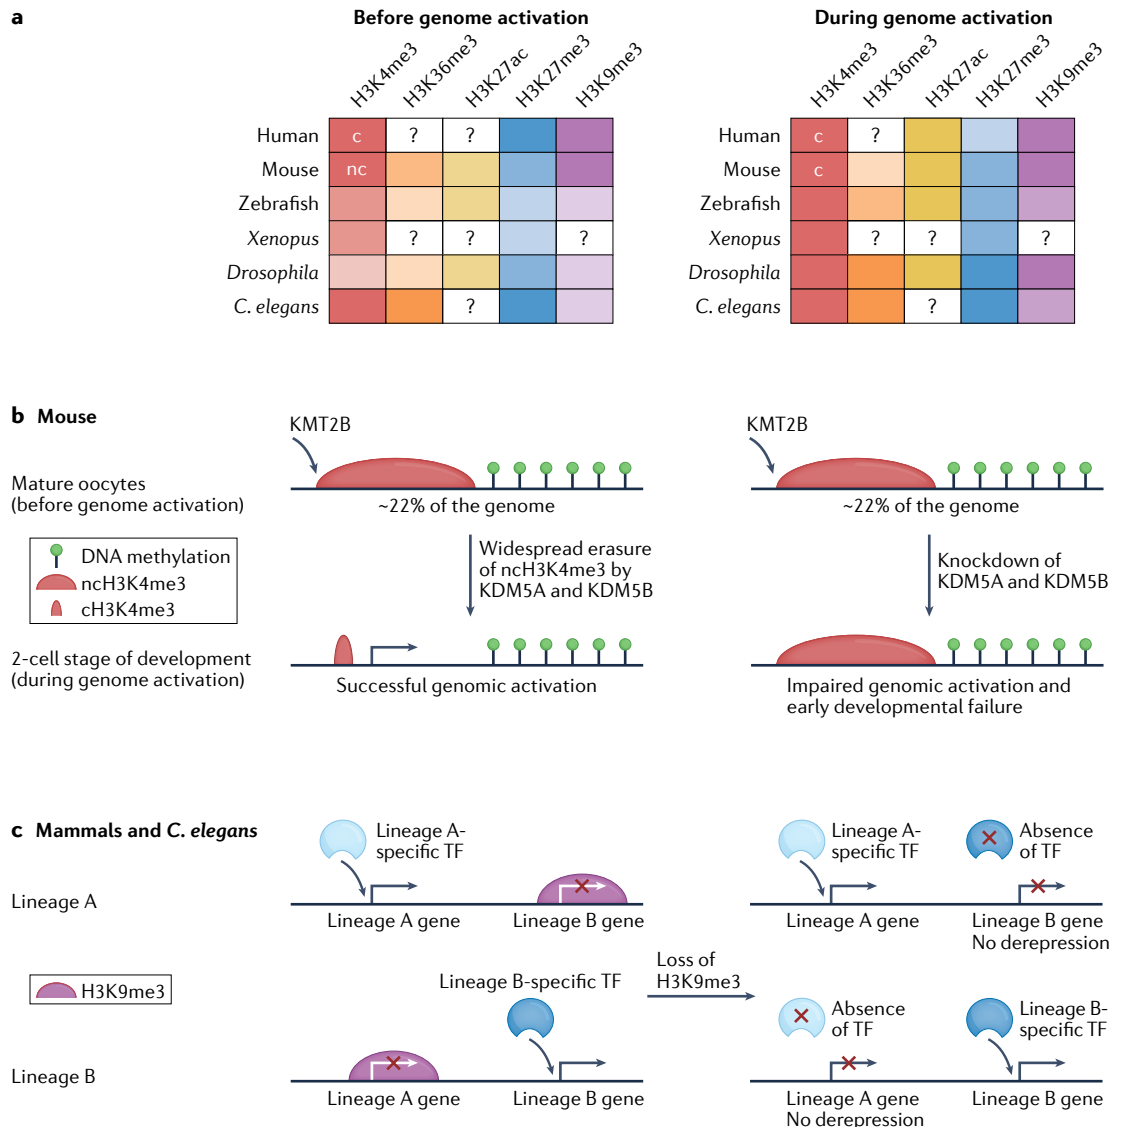 a
Before genome activation
During genome activation
H3K4me3
H3K36me3
H3K27ac
H3K27me3
H3K9me3
H3K4me3
H3K36me3
H3K27ac
H3K27me3
H3K9me3
Human c ? ?
Human c ?
Mouse nc
Mouse c
Zebrafish
Zebrafish
Xenopus ? ? ?
Xenopus ? ? ?
Drosophila
Drosophila
C. elegans ?
C. elegans ?
b Mouse
KMT2B
KMT2B
Mature oocytes
(before genome activation)
~22% of the genome
~22% of the genome
DNA methylation
ncH3K4me3
cH3K4me3
Widespread erasure
of ncH3K4me3 by
KDM5A and KDM5B
Knockdown of
KDM5A and KDM5B
2-cell stage of development
(during genome activation)
Successful genomic activation
Impaired genomic activation and
early developmental failure
c Mammals and C. elegans
Lineage A-
specific TF
Lineage A-
specific TF
Absence
of TF
Lineage A
Lineage A gene
Lineage B gene
Lineage A gene
Lineage B gene
No derepression
H3K9me3
Lineage B-specific TF
Loss of
H3K9me3
Absence
of TF
Lineage B-
specific TF
Lineage B
Lineage A gene
Lineage B gene
Lineage A gene
No derepression
Lineage B gene